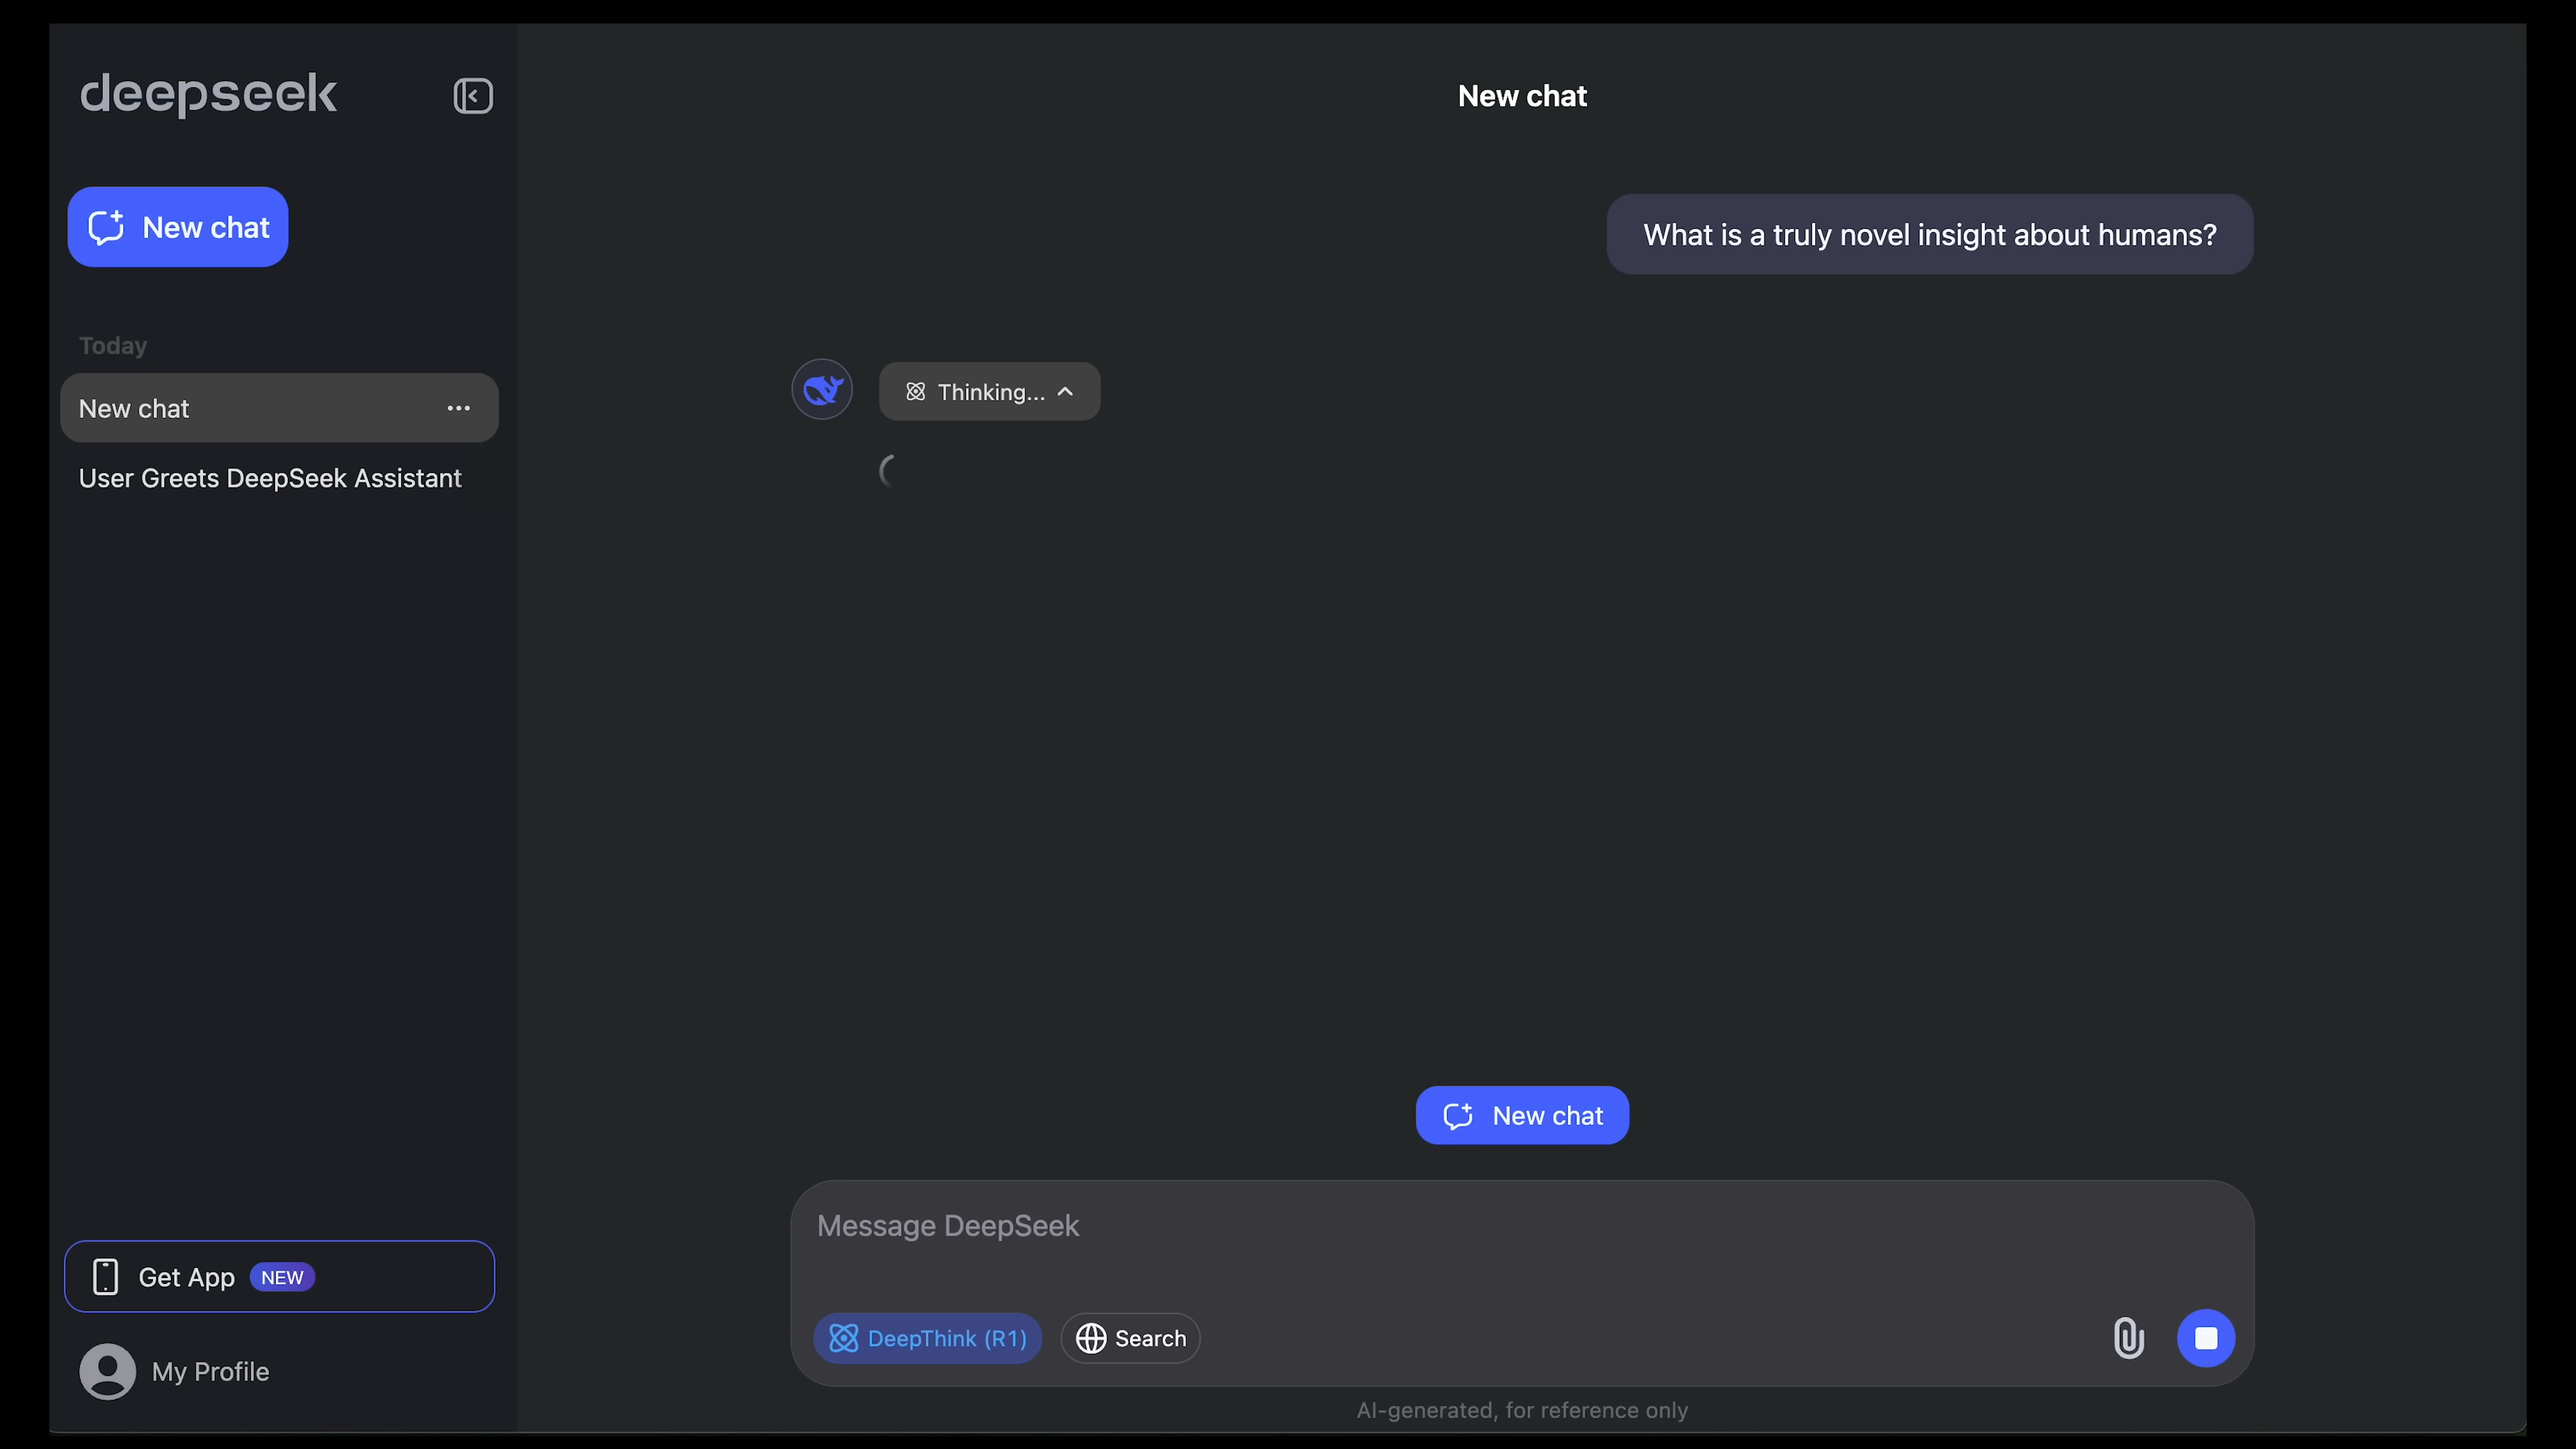 deepseek
New chat
Today
New chat
User Greets DeepSeek Assistant
Get App NEW
My Profile
New chat
What is a truly novel insight about humans?
Thinking...
New chat
Message DeepSeek
DeepThink (R1) Search
AI-generated, for reference only